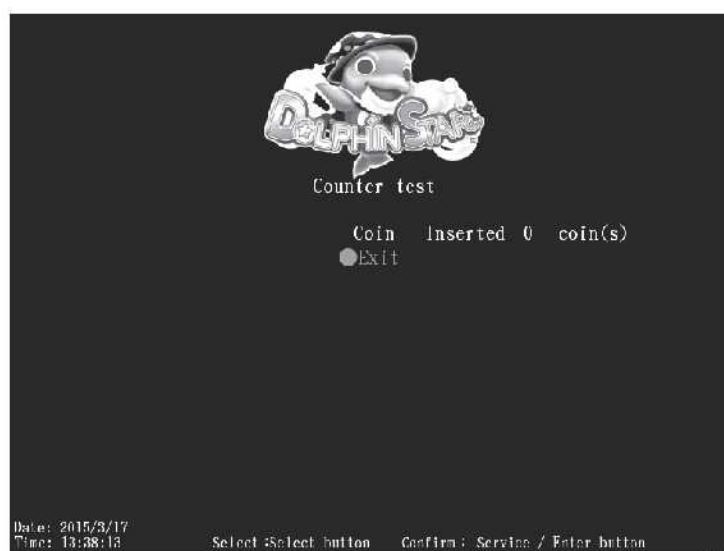 DOLPHIN STAR
Counter test
Coin Inserted 0 coin(s)
Exit
Date: 2015/3/17
Time: 13:38:13 Select :Select button Confirm : Service / Enter button